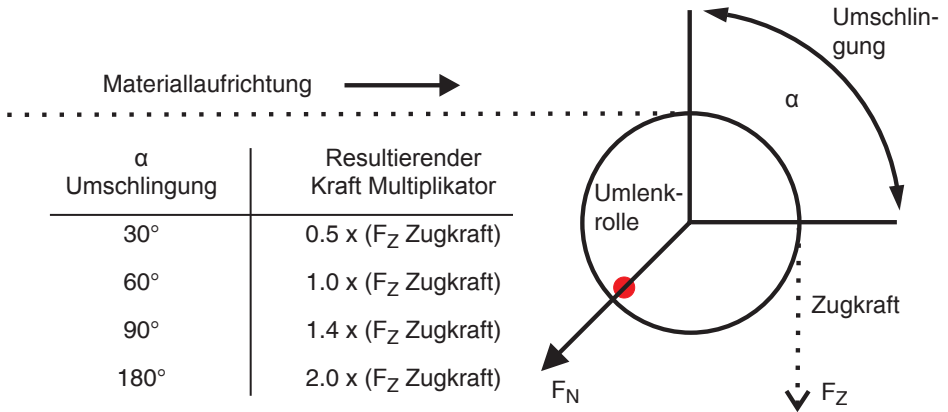 Umschlin-
gung
Materiallaufrichtung
α
α
Umschlingung
Resultierender
Kraft Multiplikator
30°
0.5 x (FZ Zugkraft)
60°
1.0 x (FZ Zugkraft)
90°
1.4 x (FZ Zugkraft)
180°
2.0 x (FZ Zugkraft)
Umlenk-
rolle
Zugkraft
FN
FZ